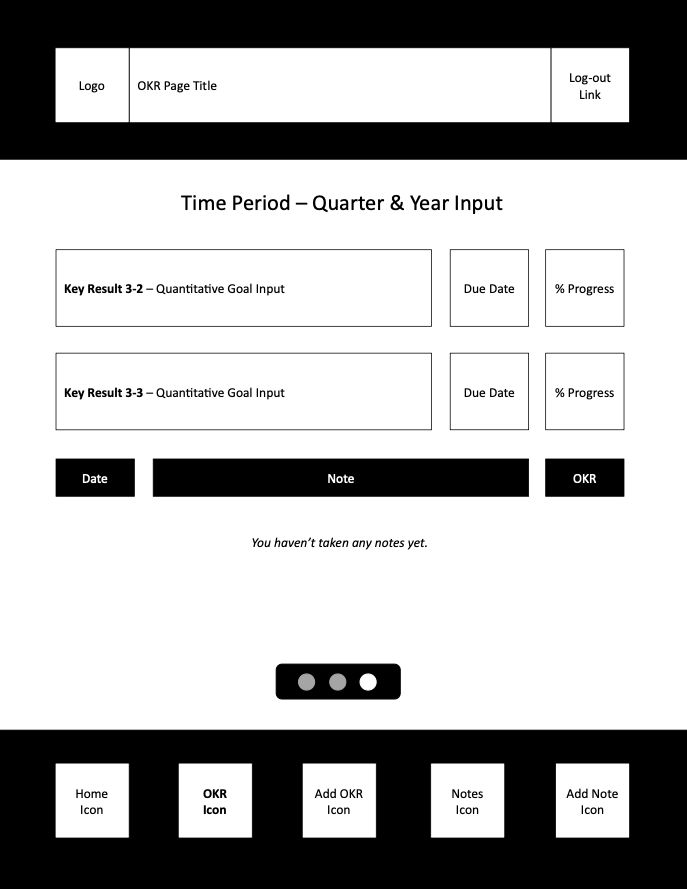 Logo
OKR Page Title
Log-out
Link
Time Period – Quarter & Year Input
Key Result 3-2 – Quantitative Goal Input
Due Date
% Progress
Key Result 3-3 – Quantitative Goal Input
Due Date
% Progress
Date
Note
OKR
You haven’t taken any notes yet.
Home
Icon
OKR
Icon
Add OKR
Icon
Notes
Icon
Add Note
Icon